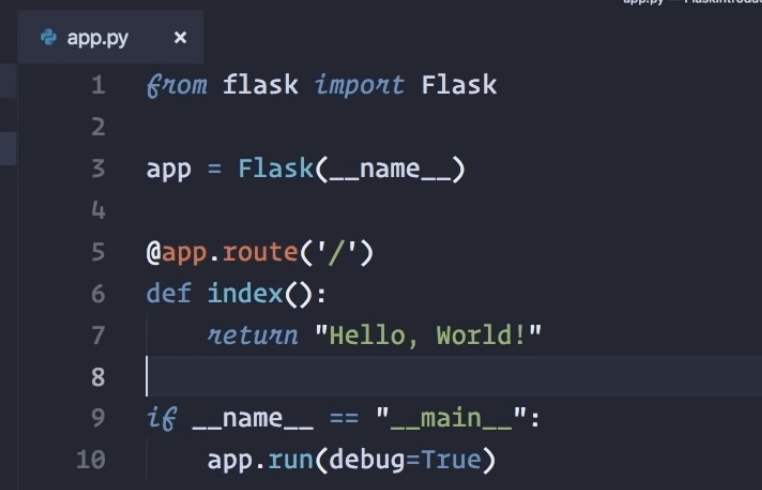 app.py
app.py ×
1 from flask import Flask
2
3 app = Flask(__name__)
4
5 @app.route('/')
6 def index():
7     return "Hello, World!"
8
9 if __name__ == "__main__":
10     app.run(debug=True)